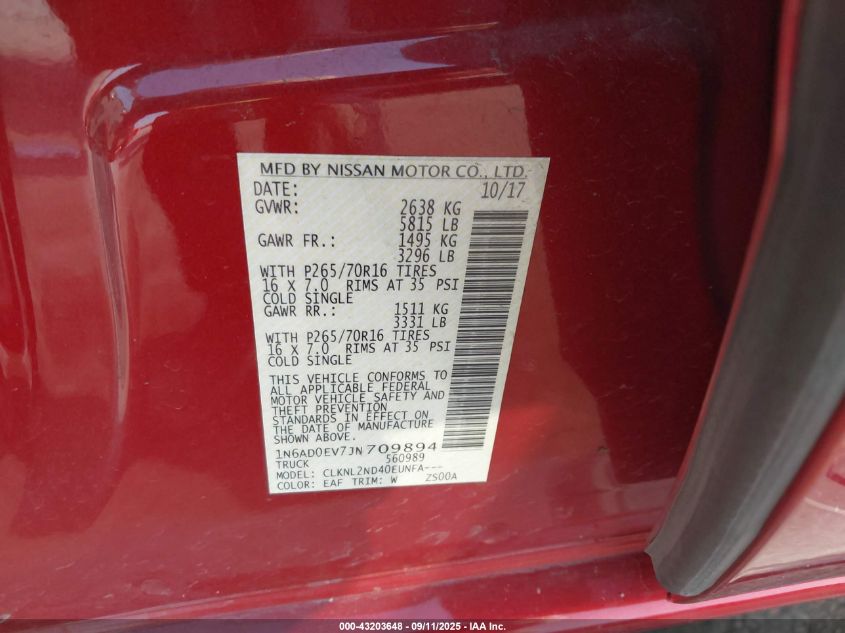 MFD BY NISSAN MOTOR CO., LTD.
DATE: 10/17
GVWR: 2638 KG
5815 LB
GAWR FR.: 1495 KG
3296 LB
WITH P265/70R16 TIRES
16 X 7.0 RIMS AT 35 PSI
COLD SINGLE
GAWR RR.: 1511 KG
3331 LB
WITH P265/70R16 TIRES
16 X 7.0 RIMS AT 35 PSI
COLD SINGLE
THIS VEHICLE CONFORMS TO
ALL APPLICABLE FEDERAL
MOTOR VEHICLE SAFETY AND
THEFT PREVENTION
STANDARDS IN EFFECT ON
THE DATE OF MANUFACTURE
SHOWN ABOVE.
1N6AD0EV7JN709894
TRUCK 560989
MODEL: CLKNL2ND40EUNFA---
COLOR: EAF TRIM: W ZS00A
000-43203648 - 09/11/2025 - IAA Inc.